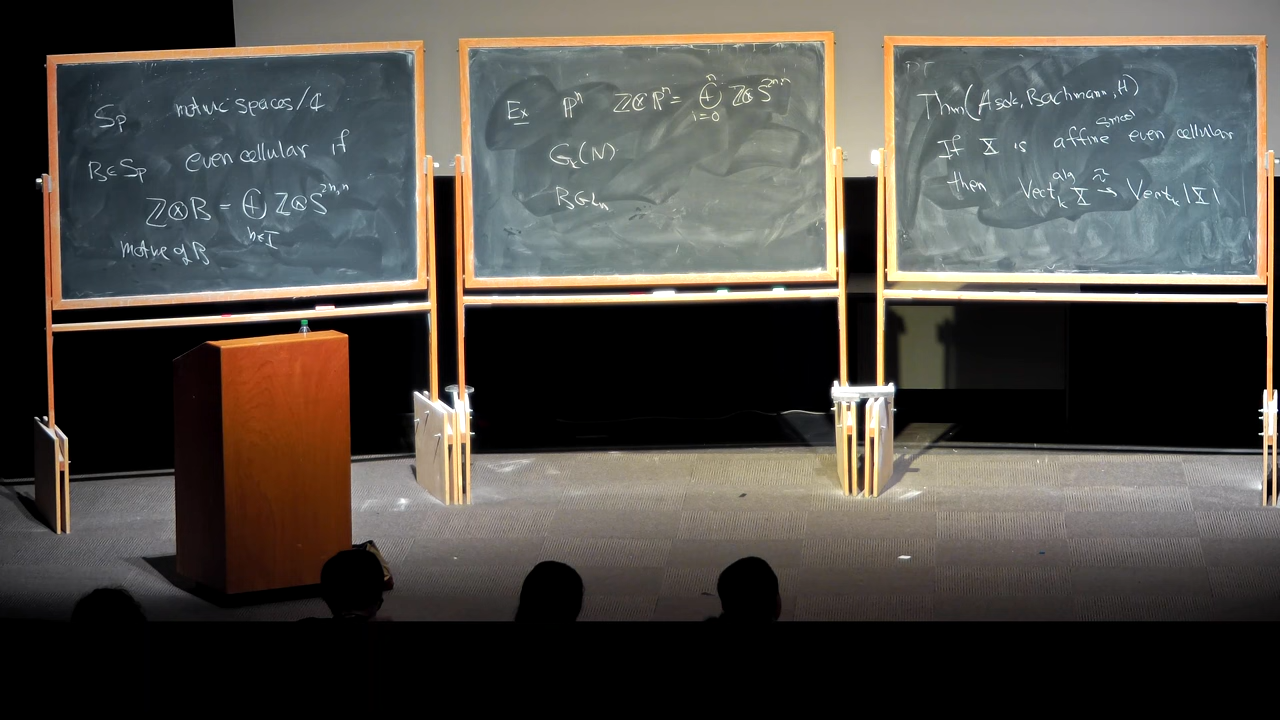 Sp motivic spaces/ℂ
B∈Sp even cellular if
ℤ⊗B = ⊕_{n∈I} ℤ⊗S^{2n,n}
motive of B
Ex ℙⁿ ℤ⊗ℙⁿ = ⊕_{i=0}^{n} ℤ⊗S^{2n,n}
Gr_k(N)
BGLₙ
Thm (Asok, Bachmann, H)
If X is affine smooth even cellular
then Vect_k^{alg} X →^{≅} Vect_k |X|